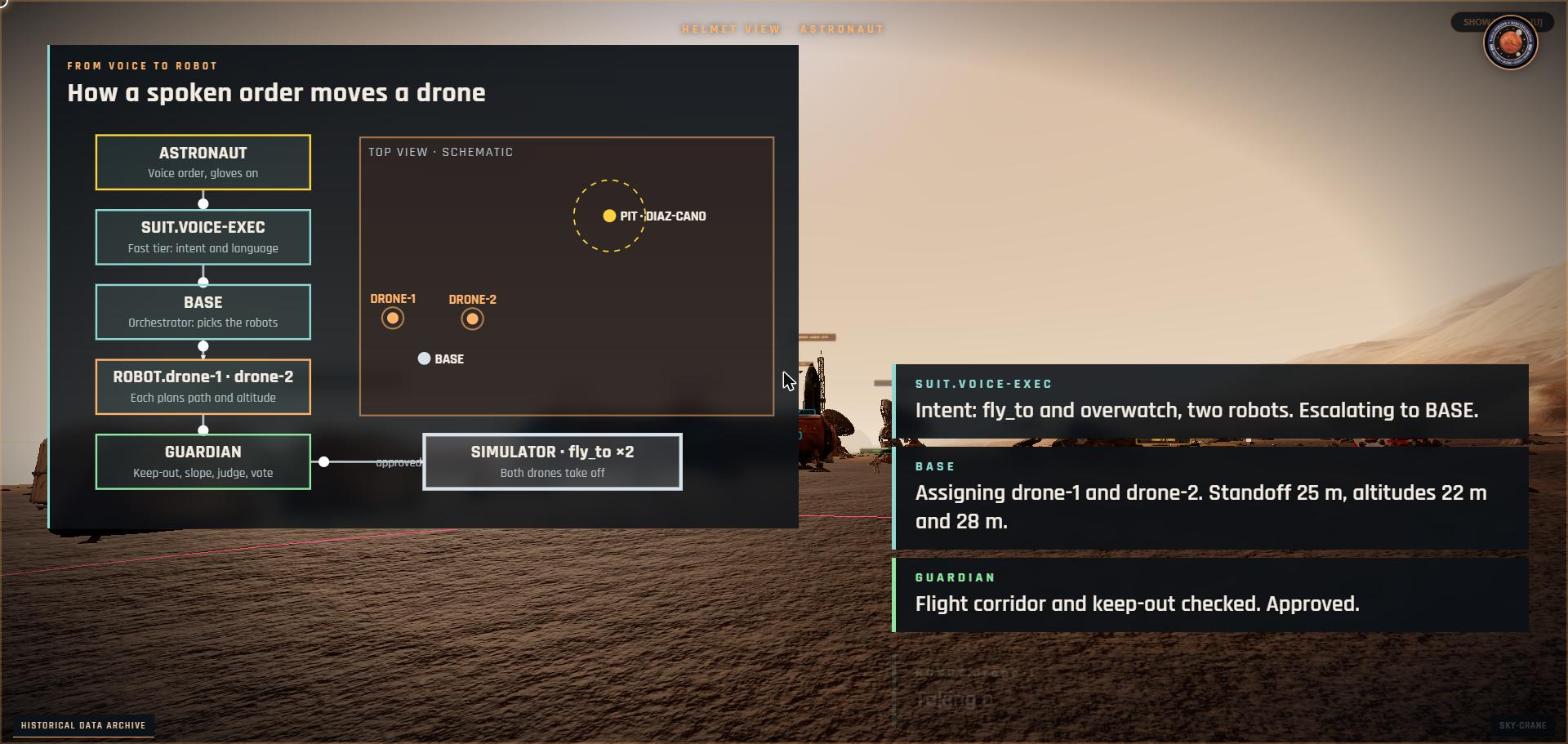 HELMET VIEW ASTRONAUT
FROM VOICE TO ROBOT
How a spoken order moves a drone
ASTRONAUT
Voice order, gloves on
SUIT.VOICE-EXEC
Fast tier: intent and language
BASE
Orchestrator: picks the robots
ROBOT.drone-1 · drone-2
Each plans path and altitude
GUARDIAN
Keep-out, slope, judge, vote
approved
SIMULATOR · fly_to ×2
Both drones take off
TOP VIEW · SCHEMATIC
PIT · DIAZ-CANO
DRONE-1
DRONE-2
BASE
SUIT.VOICE-EXEC
Intent: fly_to and overwatch, two robots. Escalating to BASE.
BASE
Assigning drone-1 and drone-2. Standoff 25 m, altitudes 22 m
and 28 m.
GUARDIAN
Flight corridor and keep-out checked. Approved.
HISTORICAL DATA ARCHIVE
SKY-CRANE